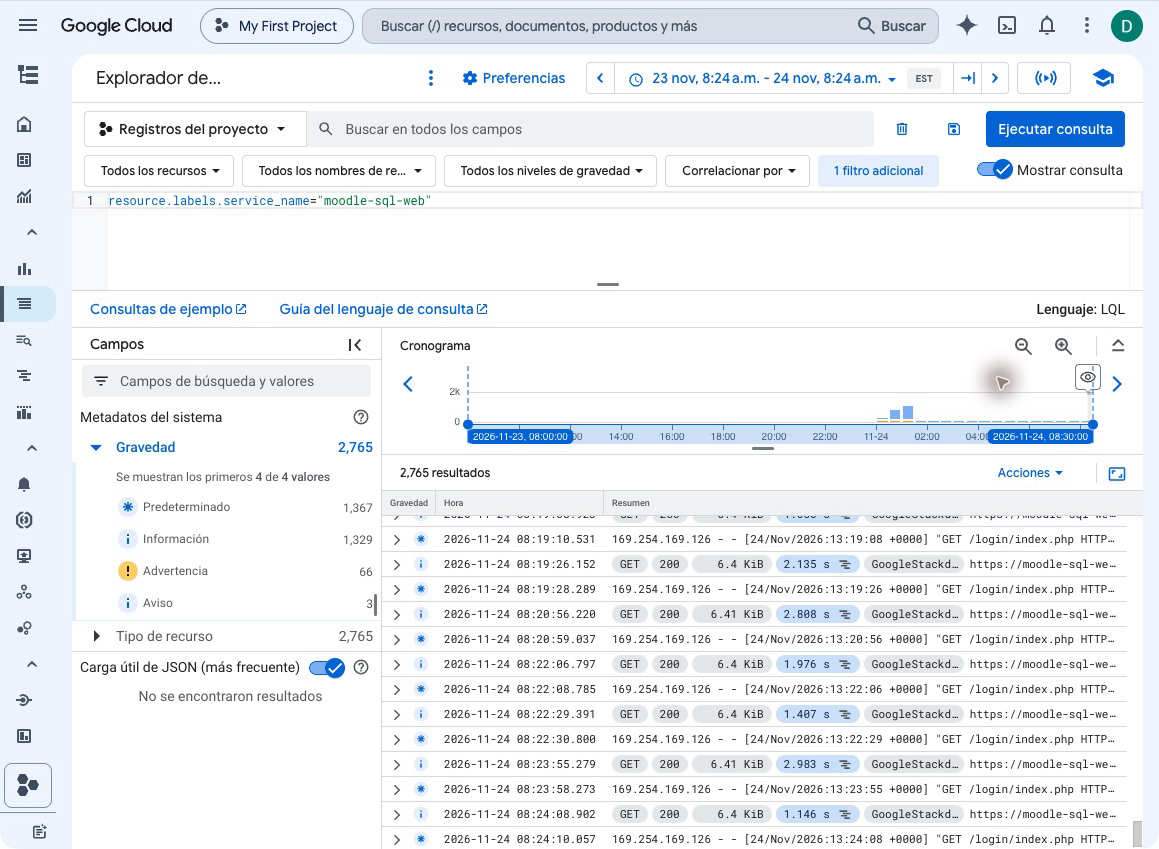 Google Cloud My First Project Buscar (/) recursos, documentos, productos y más Buscar D
Explorador de... Preferencias 23 nov, 8:24 a.m. - 24 nov, 8:24 a.m. EST
Registros del proyecto Buscar en todos los campos Ejecutar consulta
Todos los recursos Todos los nombres de re... Todos los niveles de gravedad Correlacionar por 1 filtro adicional Mostrar consulta
1 resource.labels.service_name="moodle-sql-web"
Consultas de ejemplo Guía del lenguaje de consulta Lenguaje: LQL
Campos
Campos de búsqueda y valores
Metadatos del sistema
Gravedad 2,765
Se muestran los primeros 4 de 4 valores
Predeterminado 1,367
Información 1,329
Advertencia 66
Aviso 3
Tipo de recurso 2,765
Carga útil de JSON (más frecuente)
No se encontraron resultados
Cronograma
2k
0
2026-11-23, 08:00:00 14:00 16:00 18:00 20:00 22:00 11-24 02:00 2026-11-24, 08:30:00
2,765 resultados Acciones
Gravedad Hora Resumen
2026-11-24 08:19:10.531 169.254.169.126 - - [24/Nov/2026:13:19:08 +0000] "GET /login/index.php HTTP…
2026-11-24 08:19:26.152 GET 200 6.4 KiB 2.135 s GoogleStackd… https://moodle-sql-we…
2026-11-24 08:19:28.289 169.254.169.126 - - [24/Nov/2026:13:19:26 +0000] "GET /login/index.php HTTP…
2026-11-24 08:20:56.220 GET 200 6.41 KiB 2.808 s GoogleStackd… https://moodle-sql-we…
2026-11-24 08:20:59.037 169.254.169.126 - - [24/Nov/2026:13:20:56 +0000] "GET /login/index.php HTTP…
2026-11-24 08:22:06.797 GET 200 6.4 KiB 1.976 s GoogleStackd… https://moodle-sql-we…
2026-11-24 08:22:08.785 169.254.169.126 - - [24/Nov/2026:13:22:06 +0000] "GET /login/index.php HTTP…
2026-11-24 08:22:29.391 GET 200 6.4 KiB 1.407 s GoogleStackd… https://moodle-sql-we…
2026-11-24 08:22:30.800 169.254.169.126 - - [24/Nov/2026:13:22:29 +0000] "GET /login/index.php HTTP…
2026-11-24 08:23:55.279 GET 200 6.41 KiB 2.983 s GoogleStackd… https://moodle-sql-we…
2026-11-24 08:23:58.273 169.254.169.126 - - [24/Nov/2026:13:23:55 +0000] "GET /login/index.php HTTP…
2026-11-24 08:24:08.902 GET 200 6.4 KiB 1.146 s GoogleStackd… https://moodle-sql-we…
2026-11-24 08:24:10.057 169.254.169.126 - - [24/Nov/2026:13:24:08 +0000] "GET /login/index.php HTTP…